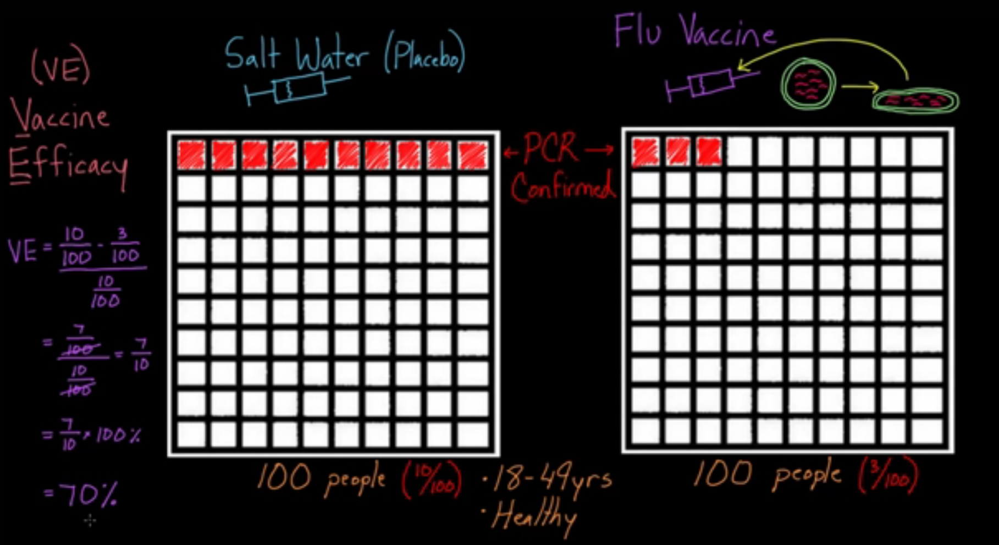 (VE)
Vaccine
Efficacy
VE = 10/100 - 3/100
10/100
= 7/100
10/100
= 7/10
= 7/10 × 100%
= 70%
Salt Water (Placebo)
← PCR →
Confirmed
100 people (10/100)
· 18-49yrs
· Healthy
Flu Vaccine
100 people (3/100)